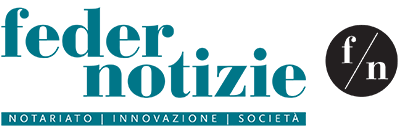 feder
notizie
f/n
NOTARIATO | INNOVAZIONE | SOCIETÀ